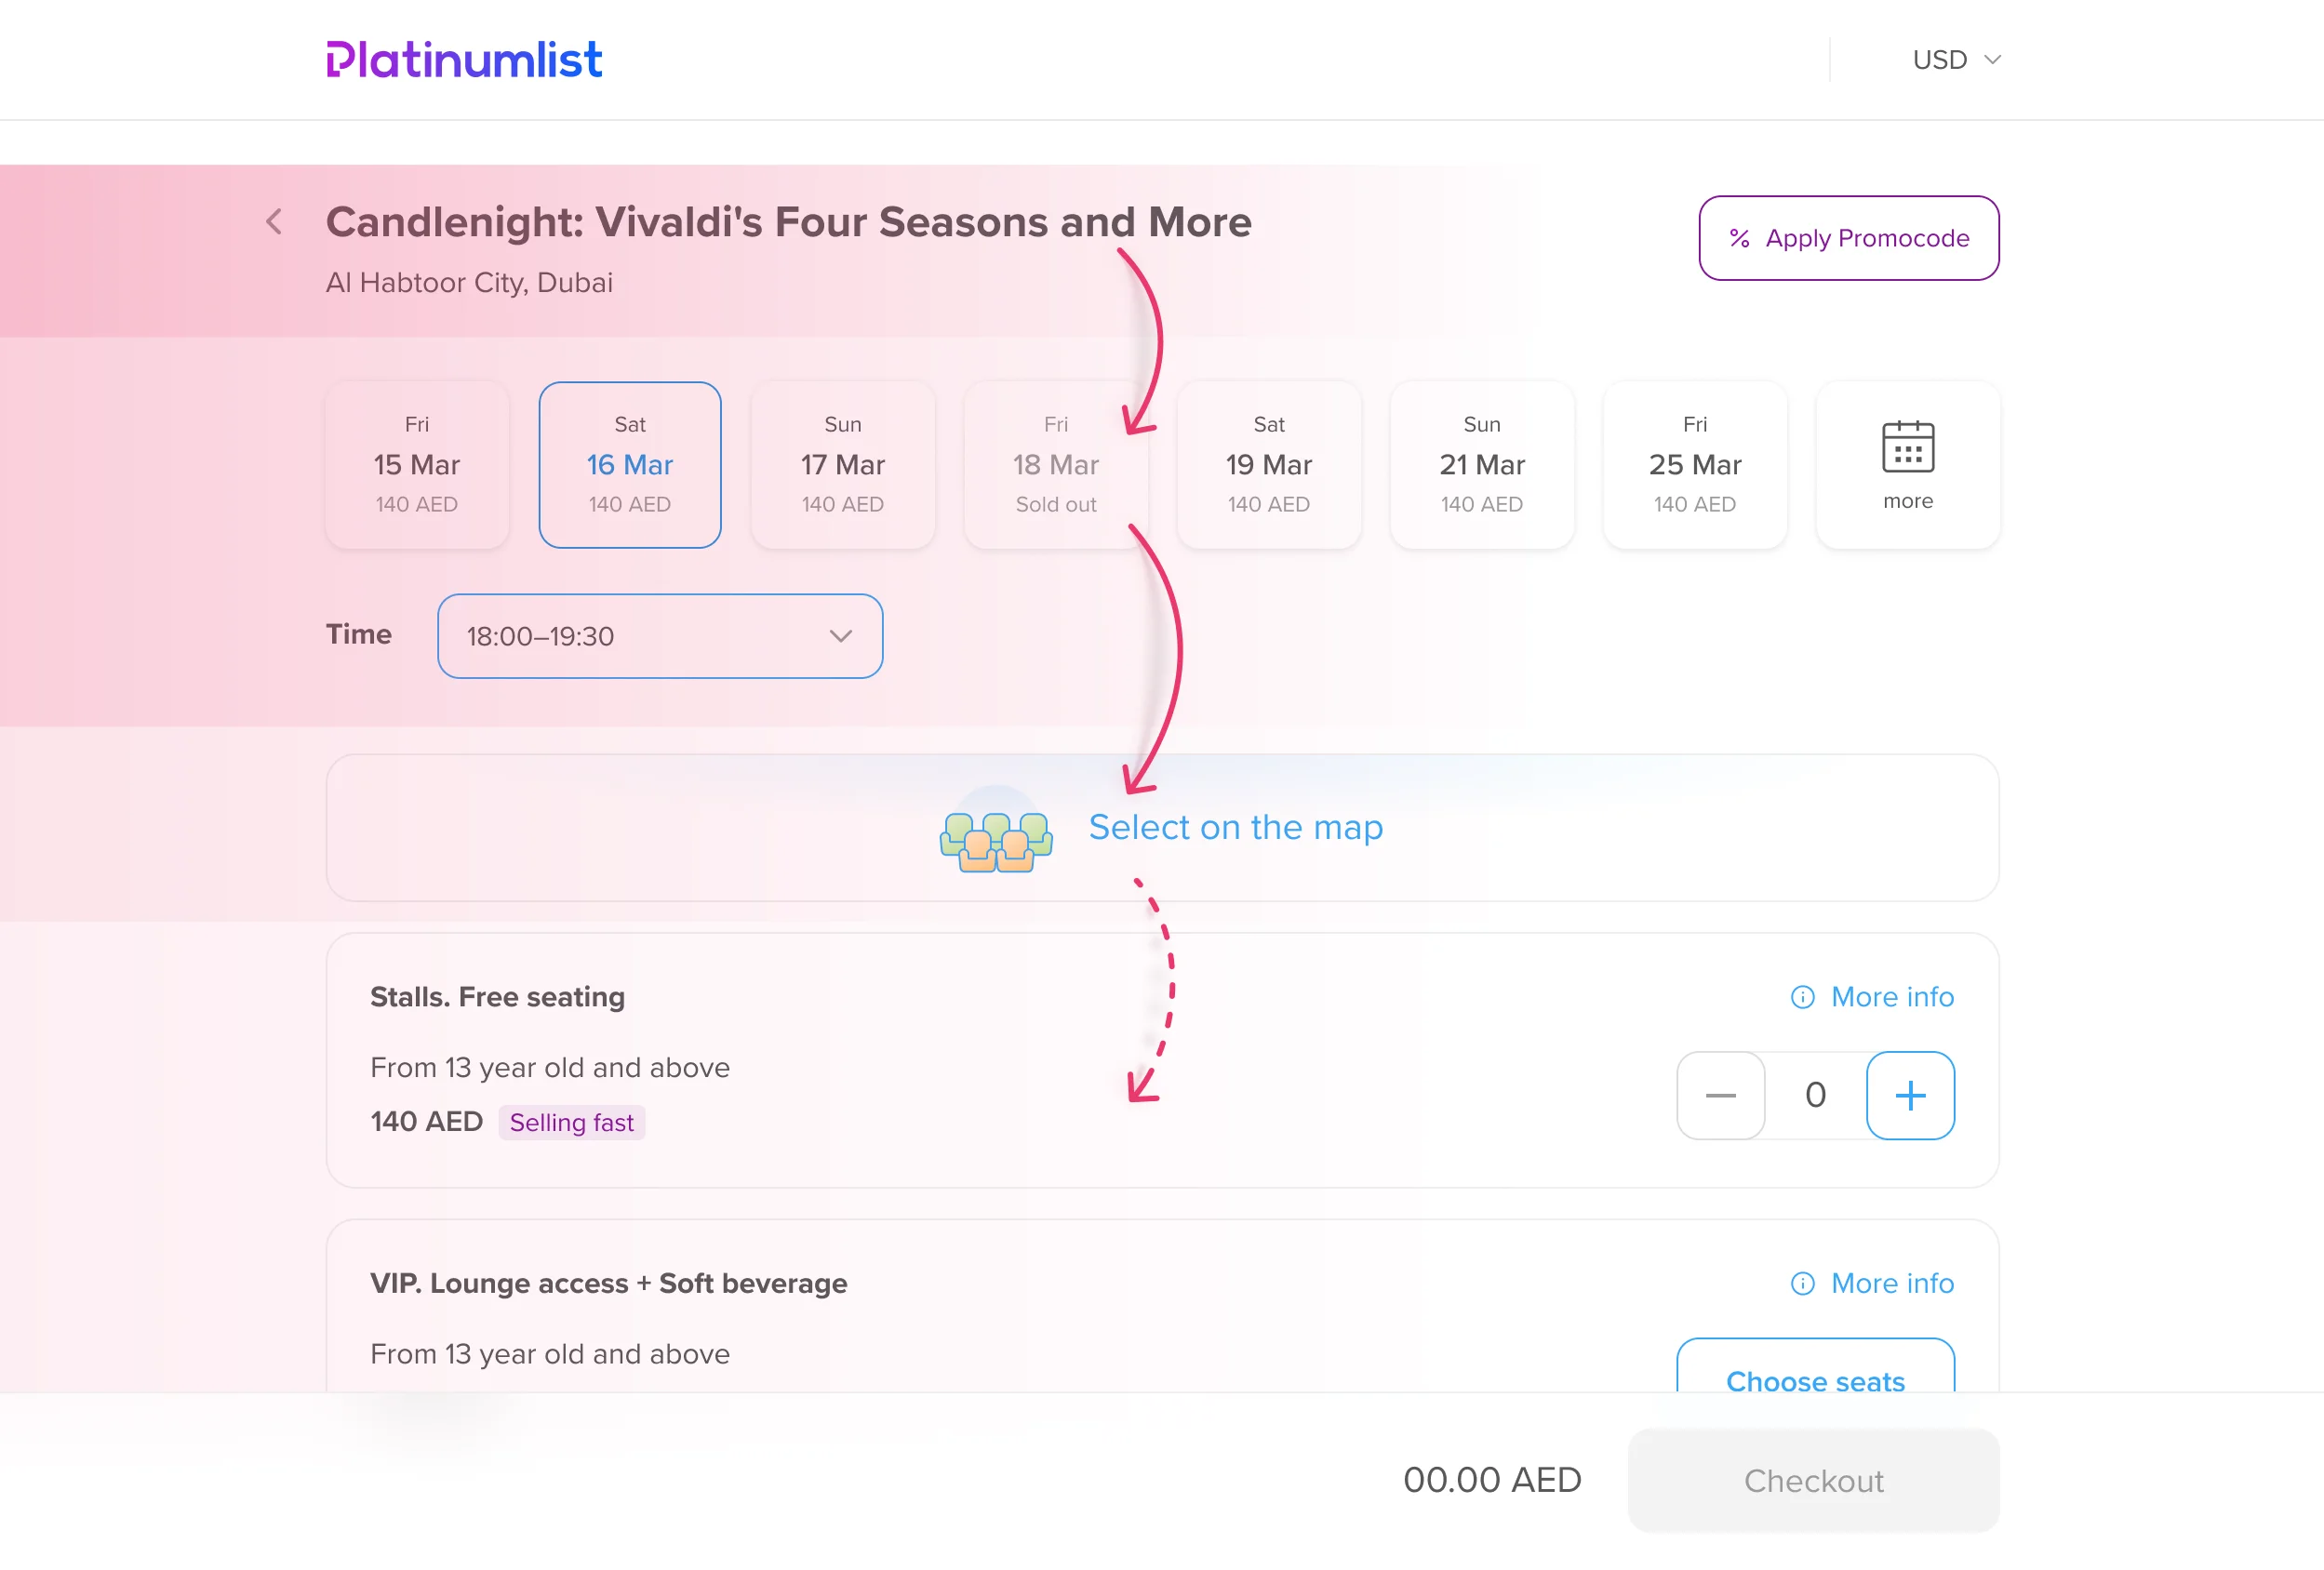 Platinumlist
USD
Candlenight: Vivaldi's Four Seasons and More
Al Habtoor City, Dubai
% Apply Promocode
Fri
15 Mar
140 AED
Sat
16 Mar
140 AED
Sun
17 Mar
140 AED
Fri
18 Mar
Sold out
Sat
19 Mar
140 AED
Sun
21 Mar
140 AED
Fri
25 Mar
140 AED
more
Time
18:00–19:30
Select on the map
Stalls. Free seating
More info
From 13 year old and above
0
140 AED
Selling fast
VIP. Lounge access + Soft beverage
More info
From 13 year old and above
Choose seats
00.00 AED
Checkout